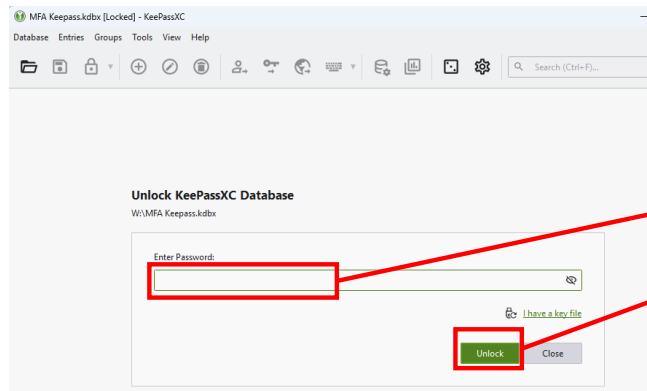 MFA Keepass.kdbx [Locked] - KeePassXC
Database Entries Groups Tools View Help
Search (Ctrl+F)...
Unlock KeePassXC Database
W:\MFA Keepass.kdbx
Enter Password:
I have a key file
Unlock Close